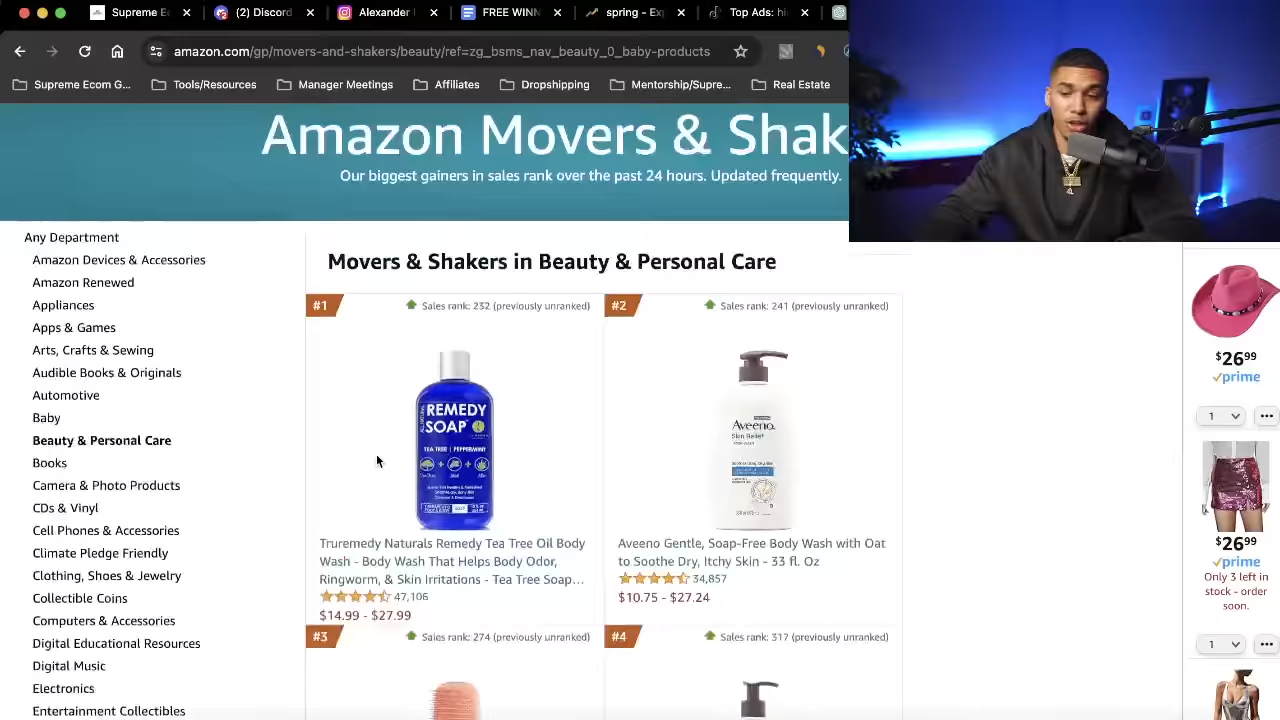 Supreme E
(2) Discord
Alexander
FREE WINN
spring - Ex
Top Ads: hi
amazon.com/gp/movers-and-shakers/beauty/ref=zg_bsms_nav_beauty_0_baby-products
Supreme Ecom G...
Tools/Resources
Manager Mo
Affiliates
Dropshipping
Mentorship/Supre...
Real Estate
Amazon Movers & Shak
Our biggest gainers in sales rank over the past 24 hours. Updated frequently.
Any Department
Amazon Devices & Accessories
Amazon Renewed
Appliances
Apps & Games
Arts, Crafts & Sewing
Audible Books & Originals
Automotive
Baby
Beauty & Personal Care
Books
Camera & Photo Products
CDs & Vinyl
Cell Phones & Accessories
Climate Pledge Friendly
Clothing, Shoes & Jewelry
Collectible Coins
Computers & Accessories
Digital Educational Resources
Digital Music
Electronics
Entertainment Collectibles
Movers & Shakers in Beauty & Personal Care
#1
Sales rank: 232 (previously unranked)
REMEDY
SOAP
TEA TREE | PEPPERMINT
Truremedy Naturals Remedy Tea Tree Oil Body
Wash - Body Wash That Helps Body Odor,
Ringworm, & Skin Irritations - Tea Tree Soap...
47,106
$14.99 - $27.99
#2
Sales rank: 241 (previously unranked)
Aveeno
Skin Relief
Aveeno Gentle, Soap-Free Body Wash with Oat
to Soothe Dry, Itchy Skin - 33 fl. Oz
34,857
$10.75 - $27.24
#3
Sales rank: 274 (previously unranked)
#4
Sales rank: 317 (previously unranked)
$26.99
prime
1
$26.99
prime
Only 3 left in
stock - order
soon.
1